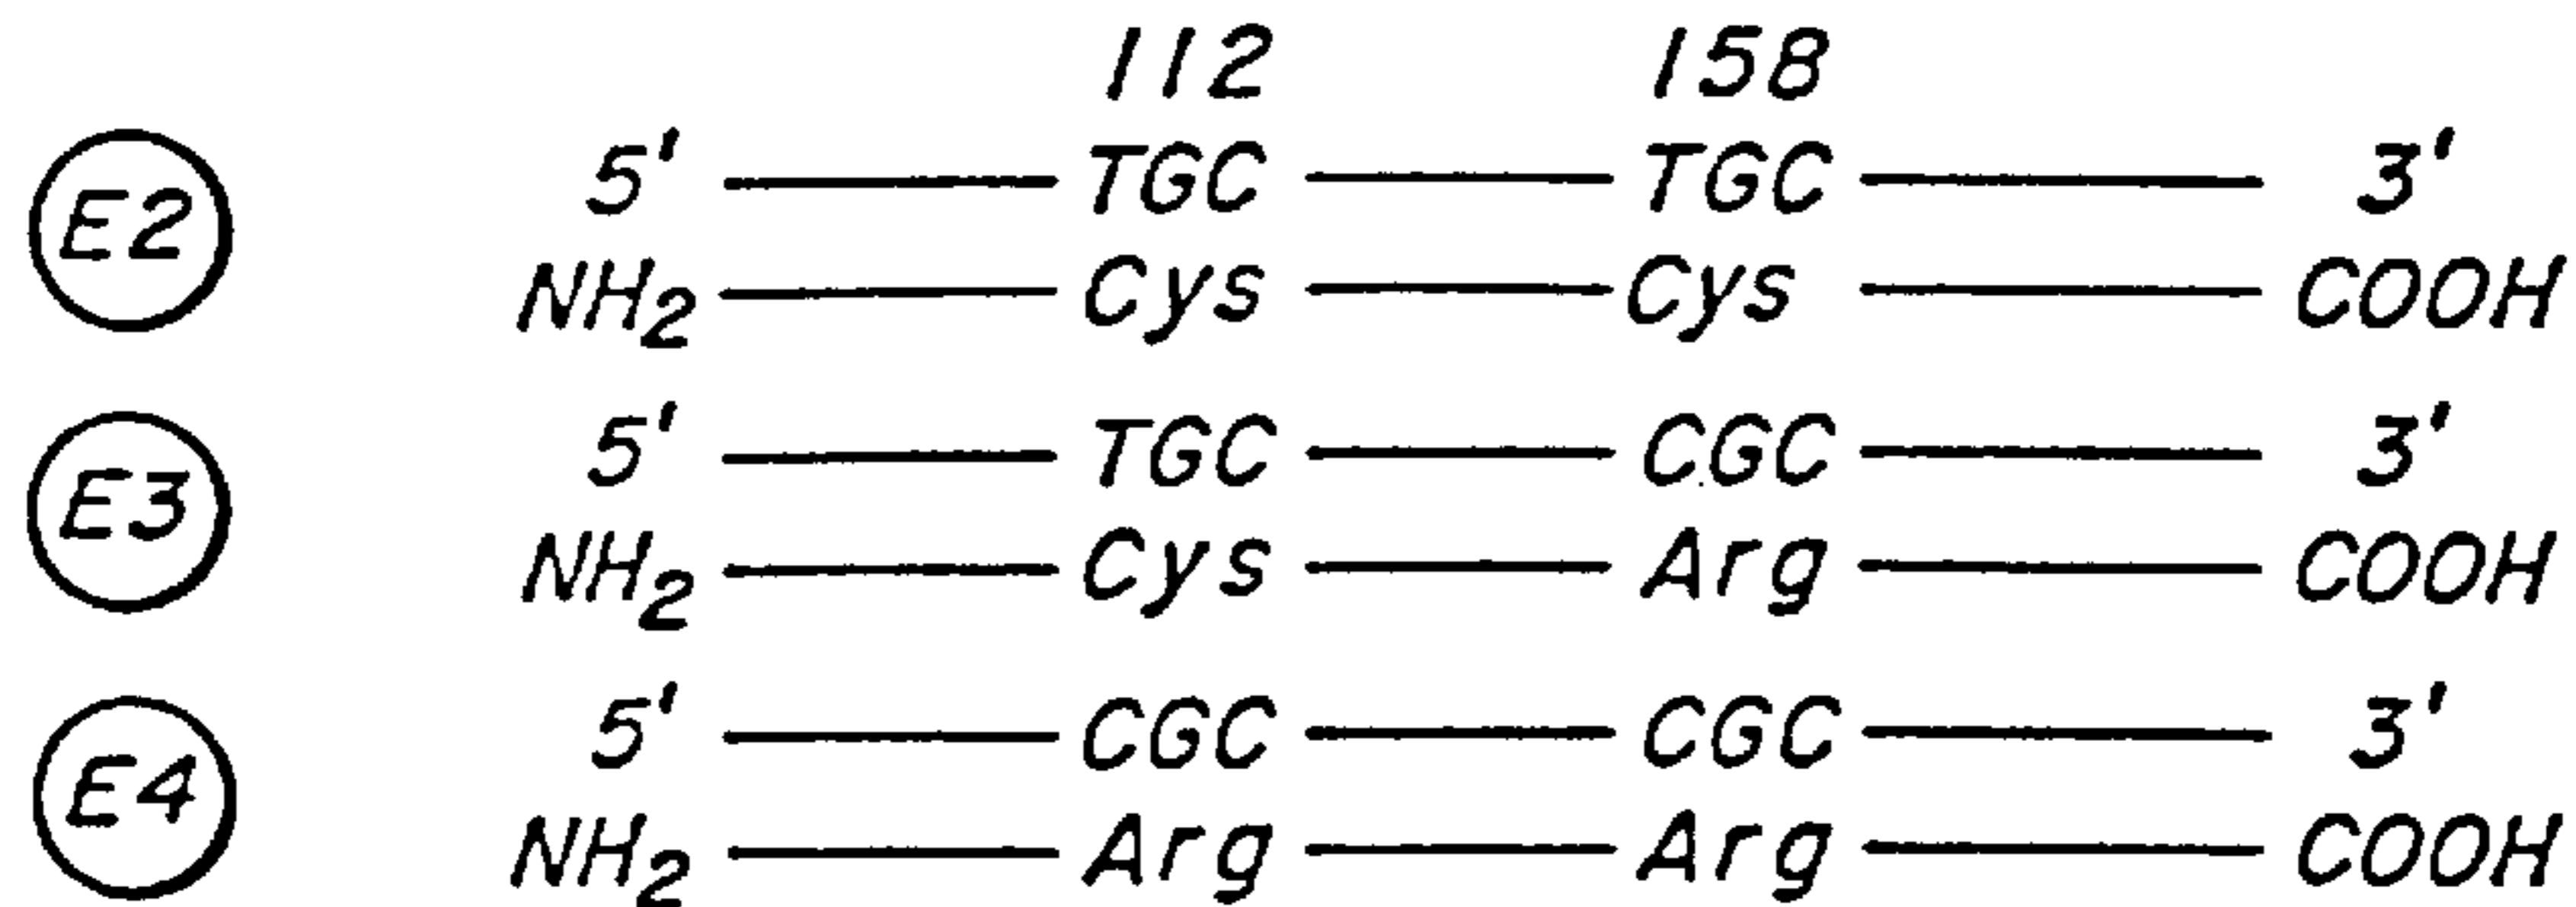 112 158
E2
5' TGC TGC 3'
NH2 Cys Cys COOH
E3
5' TGC CGC 3'
NH2 Cys Arg COOH
E4
5' CGC CGC 3'
NH2 Arg Arg COOH